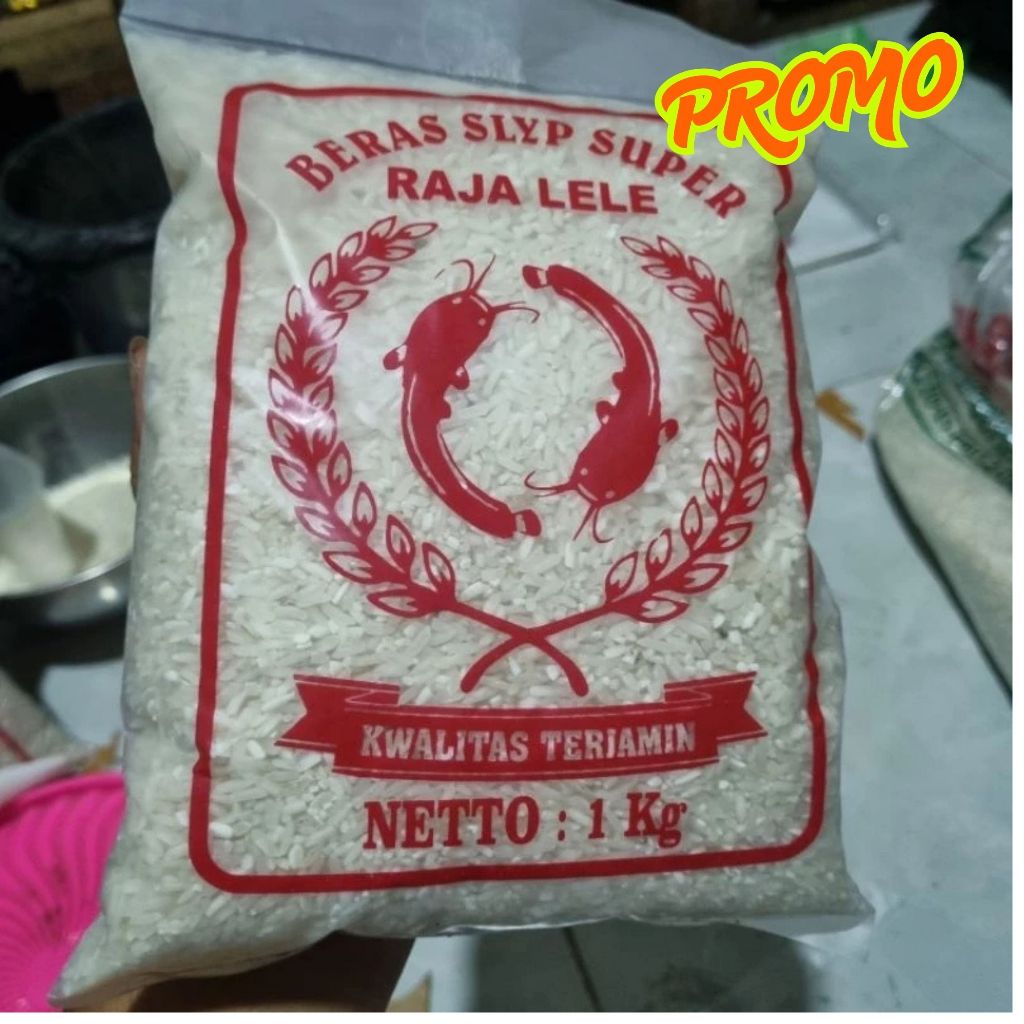 PROMO
BERAS SLYP SUPER
RAJA LELE
KWALITAS TERJAMIN
NETTO : 1 Kg